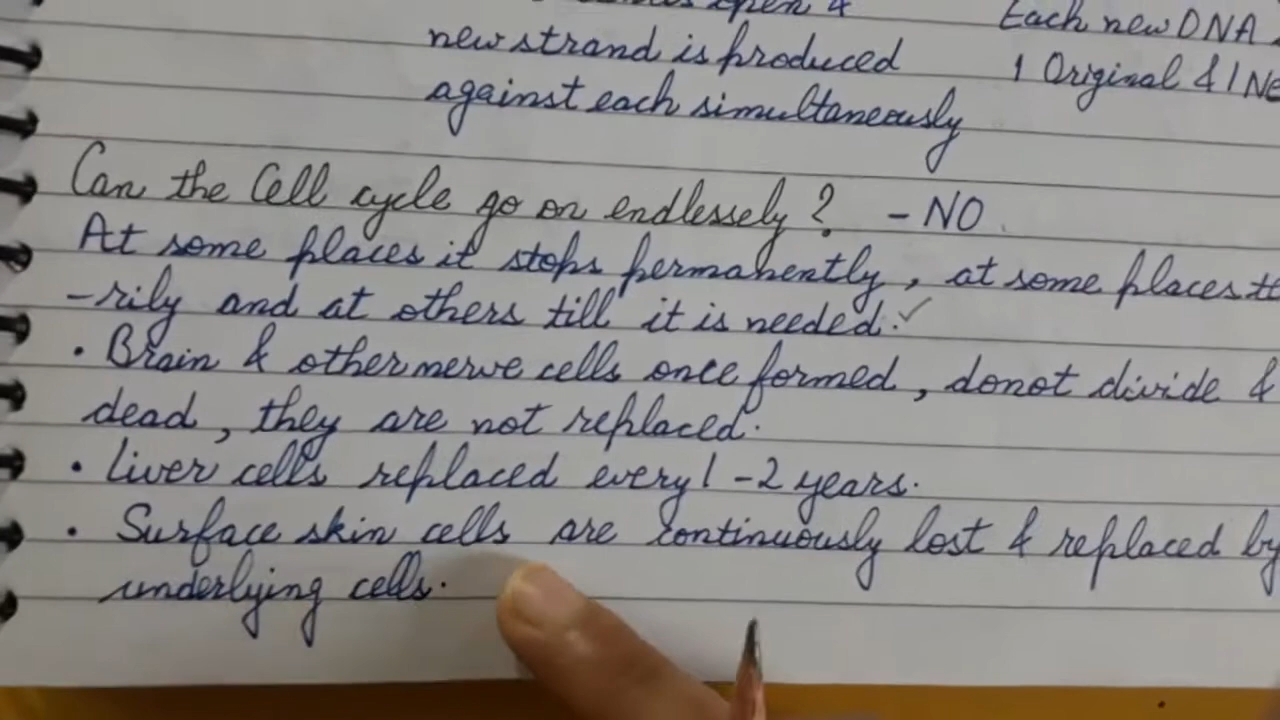 open &
Each new DNA
new strand is produced
1 Original & 1 Ne
against each simultaneously
Can the Cell cycle go on endlessely? - NO
At some places it stops permanently, at some places te
-rily and at others till it is needed.✓
• Brain & other nerve cells once formed, donot divide &
dead, they are not replaced.
• Liver cells replaced every 1-2 years.
• Surface skin cells are continuously lost & replaced by
underlying cells.